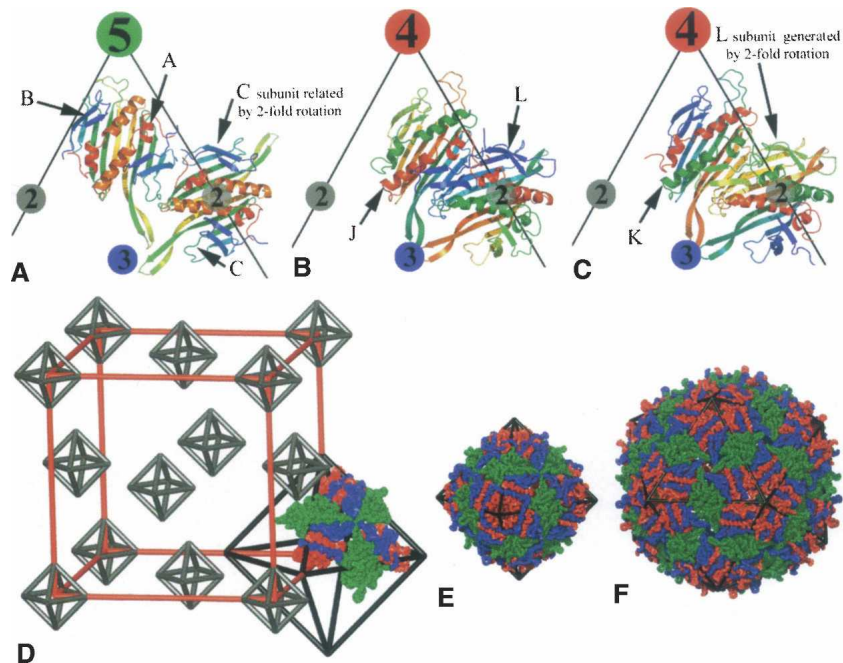 5
A
B
C subunit related
by 2-fold rotation
2
2
3
C
A
4
L
2
2
J
3
B
4
L subunit generated
by 2-fold rotation
2
2
K
3
C
D
E
F